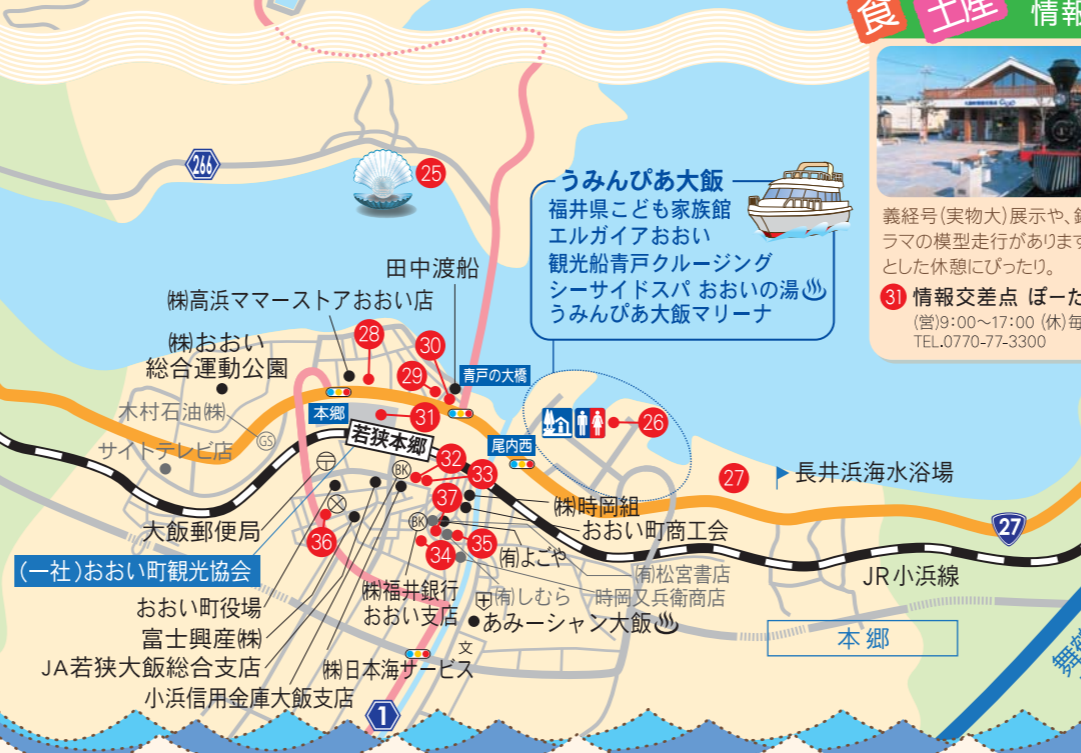 食
土産
情報
義経号(実物大)展示や、
ラマの模型走行があります
とした休憩にぴったり。
31 情報交差点 ぽーた
(営)9:00〜17:00 (休)毎
TEL.0770-77-3300
266
25
うみんぴあ大飯
福井県こども家族館
エルガイアおおい
観光船青戸クルージング
シーサイドスパ おおいの湯
うみんぴあ大飯マリーナ
田中渡船
㈱高浜ママーストアおおい店
㈱おおい
総合運動公園
28
30
29
青戸の大橋
木村石油㈱
GS
本郷
31
若狭本郷
尾内西
26
サイトテレビ店
32
33
BK
27
長井浜海水浴場
37
㈱時岡組
おおい町商工会
27
大飯郵便局
36
BK
34
35
㈲よごや
㈲松宮書店
JR小浜線
(一社)おおい町観光協会
㈱福井銀行
おおい支店
㈲しむら
時岡又兵衛商店
おおい町役場
あみーシャン大飯
本郷
富士興産㈱
文
JA若狭大飯総合支店
㈱日本海サービス
小浜信用金庫大飯支店
1
舞鶴